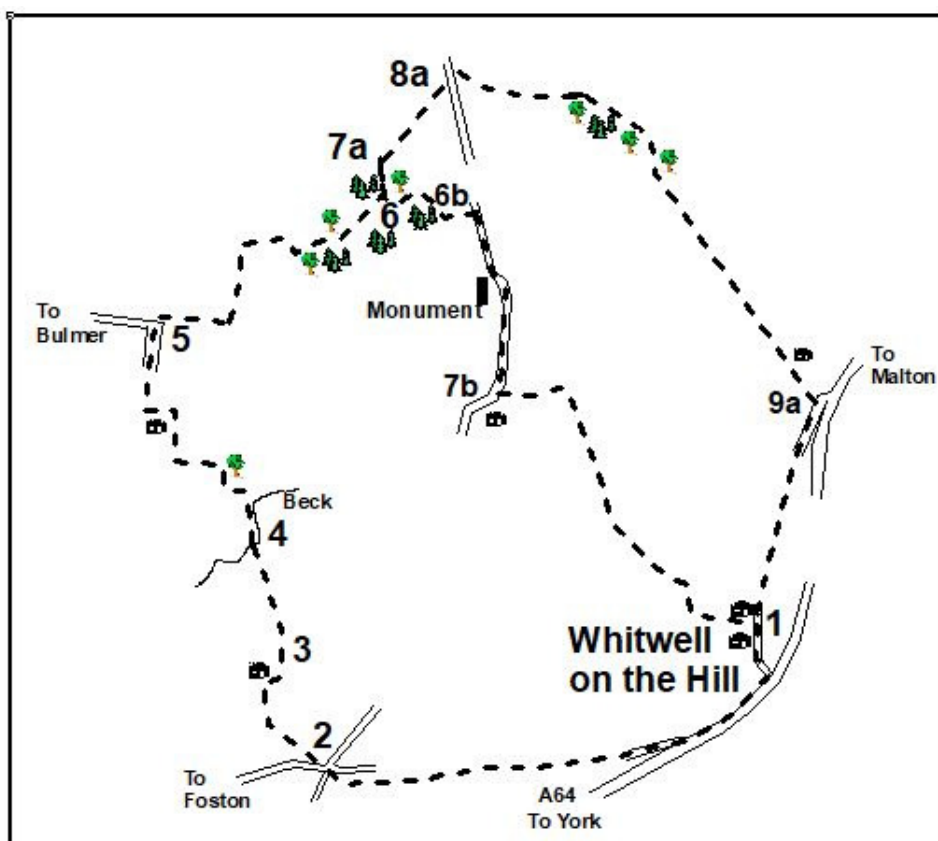 8a
7a
6b
6
To
Bulmer
5
Monument
To
Malton
7b
9a
Beck
4
1
Whitwell
on the Hill
3
2
To
Foston
A64
To York